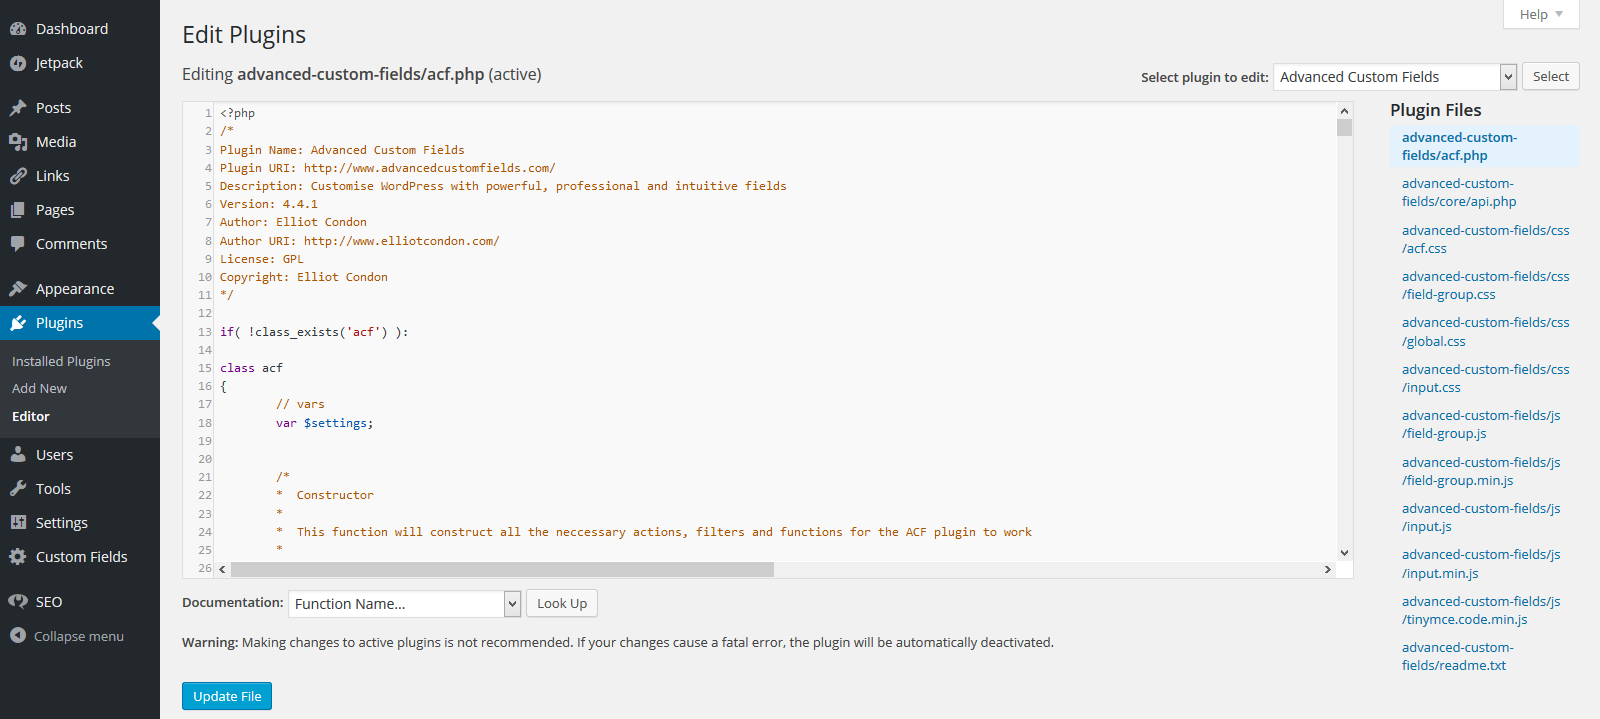 Dashboard
Jetpack
Posts
Media
Links
Pages
Comments
Appearance
Plugins
Installed Plugins
Add New
Editor
Users
Tools
Settings
Custom Fields
SEO
Collapse menu
Help
Edit Plugins
Editing advanced-custom-fields/acf.php (active)
Select plugin to edit: Advanced Custom Fields Select
1 <?php
2 /*
3 Plugin Name: Advanced Custom Fields
4 Plugin URI: http://www.advancedcustomfields.com/
5 Description: Customise WordPress with powerful, professional and intuitive fields
6 Version: 4.4.1
7 Author: Elliot Condon
8 Author URI: http://www.elliotcondon.com/
9 License: GPL
10 Copyright: Elliot Condon
11 */
12
13 if( !class_exists('acf') ):
14
15 class acf
16 {
17 // vars
18 var $settings;
19
20
21 /*
22 *  Constructor
23 *
24 *  This function will construct all the neccessary actions, filters and functions for the ACF plugin to work
25 *
26
Documentation: Function Name... Look Up
Warning: Making changes to active plugins is not recommended. If your changes cause a fatal error, the plugin will be automatically deactivated.
Update File
Plugin Files
advanced-custom-
fields/acf.php
advanced-custom-
fields/core/api.php
advanced-custom-fields/css
/acf.css
advanced-custom-fields/css
/field-group.css
advanced-custom-fields/css
/global.css
advanced-custom-fields/css
/input.css
advanced-custom-fields/js
/field-group.js
advanced-custom-fields/js
/field-group.min.js
advanced-custom-fields/js
/input.js
advanced-custom-fields/js
/input.min.js
advanced-custom-fields/js
/tinymce.code.min.js
advanced-custom-
fields/readme.txt